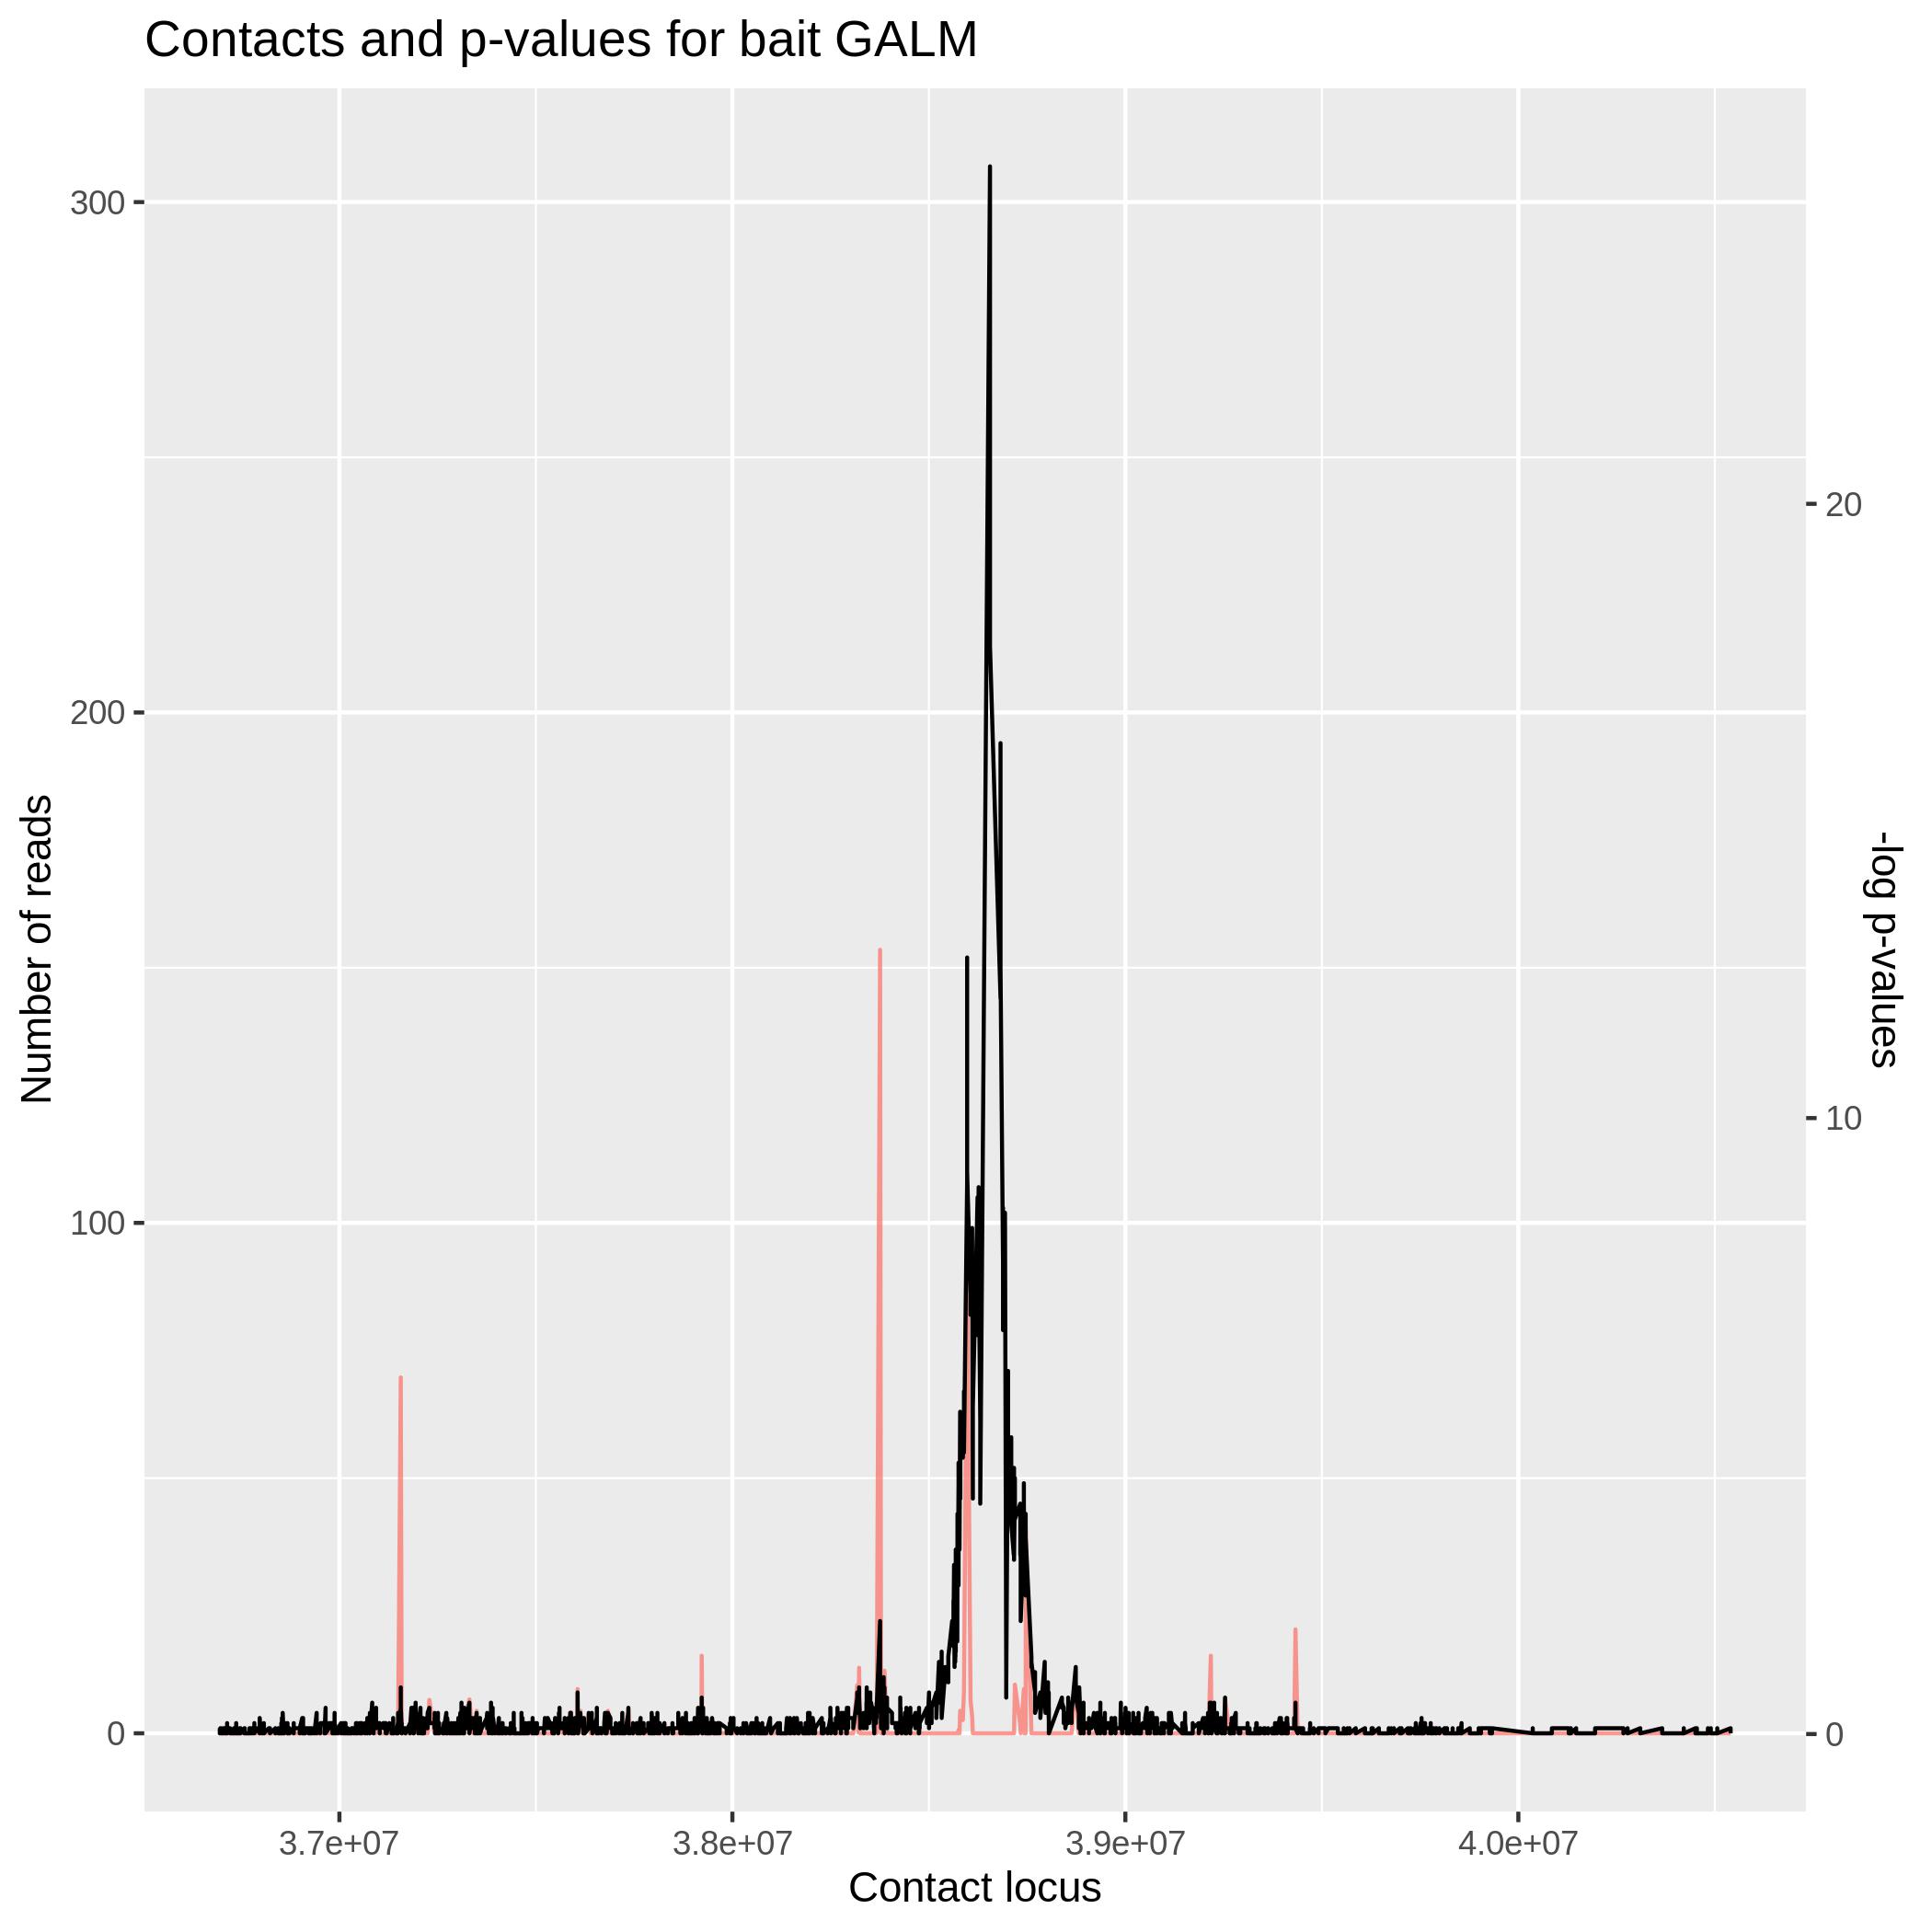 Contacts and p-values for bait GALM
300
200
100
0
Number of reads
20
10
0
-log p-values
3.7e+07
3.8e+07
3.9e+07
4.0e+07
Contact locus